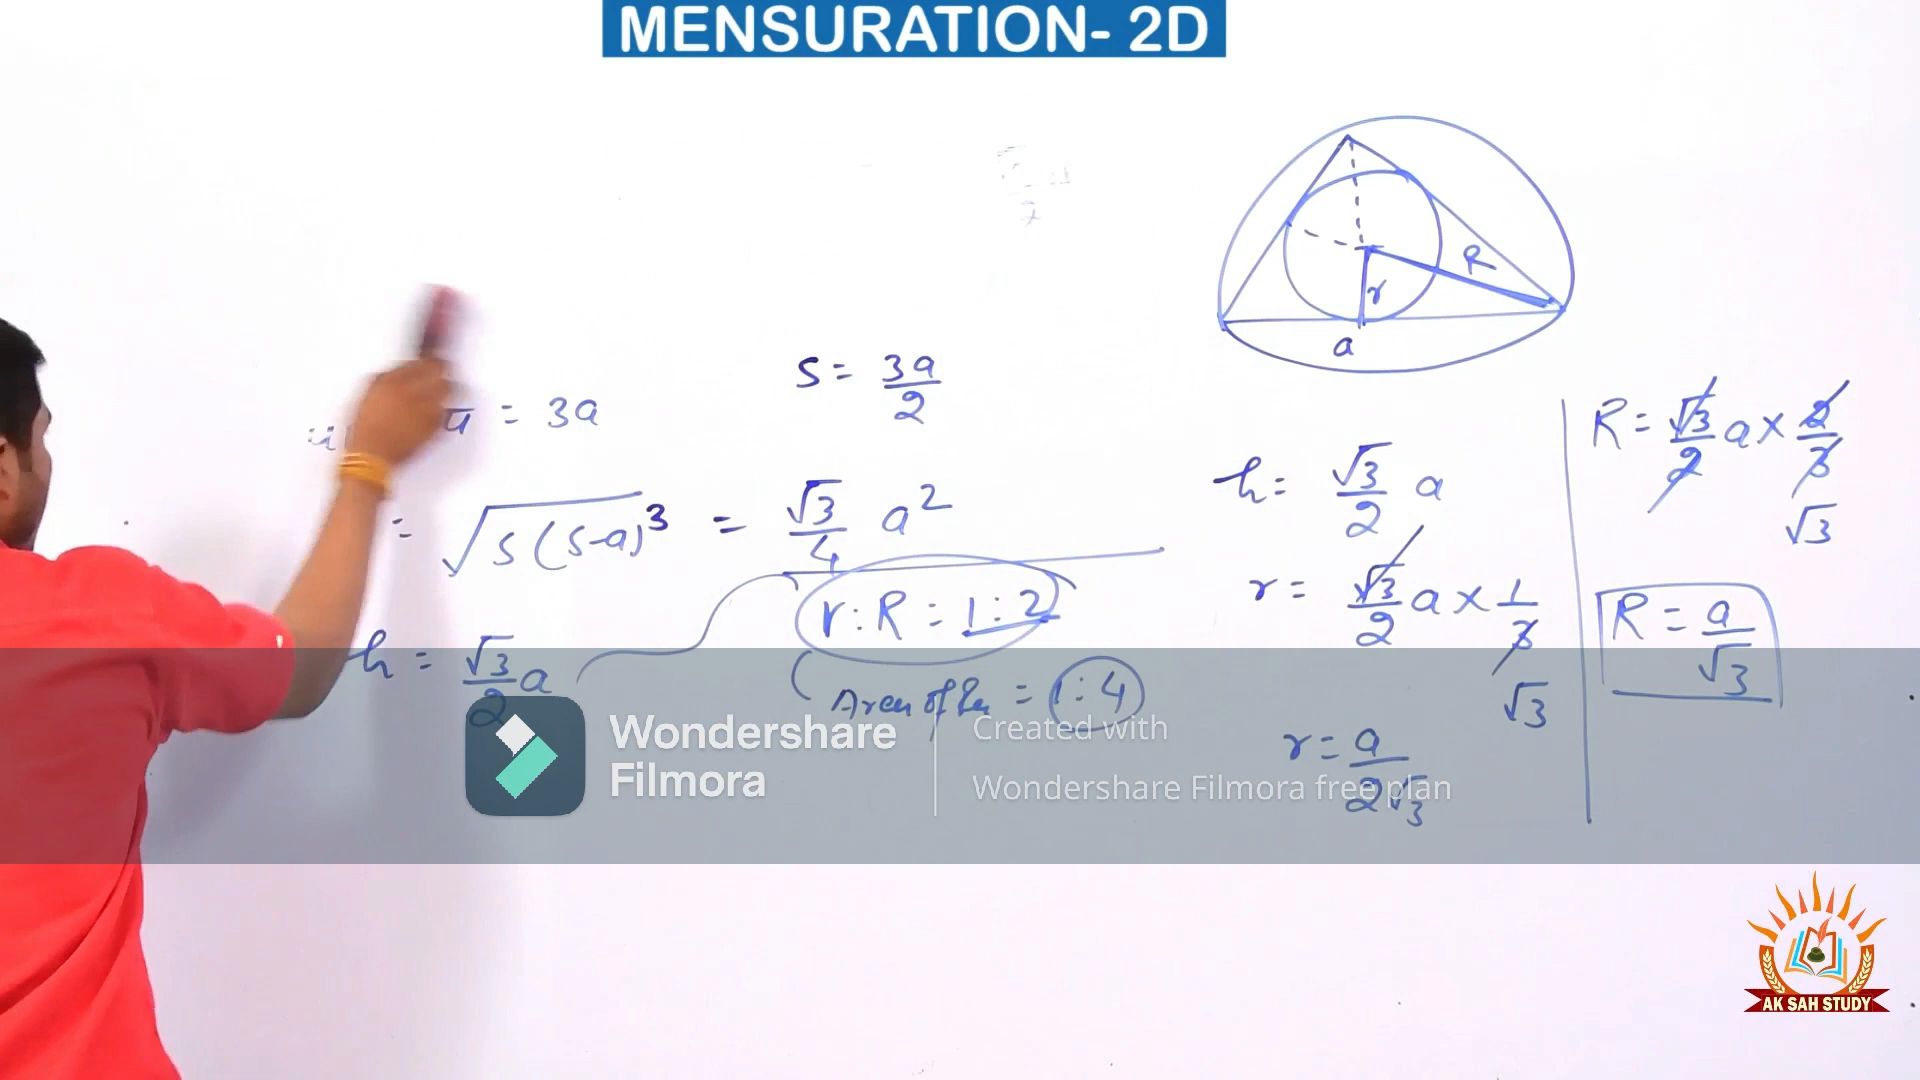 MENSURATION- 2D
a = 3a
S = 3a/2
= √S(S-a)³ = √3/4 a²
h = √3/2 a
r : R = 1 : 2
Area of = 1 : 4
R
r
a
h = √3/2 a
r = √3/2 a × 1/3
√3
r = a/2√3
R = √3/2 a × 2/3
√3
R = a/√3
Wondershare
Filmora
Created with
Wondershare Filmora free plan
AK SAH STUDY